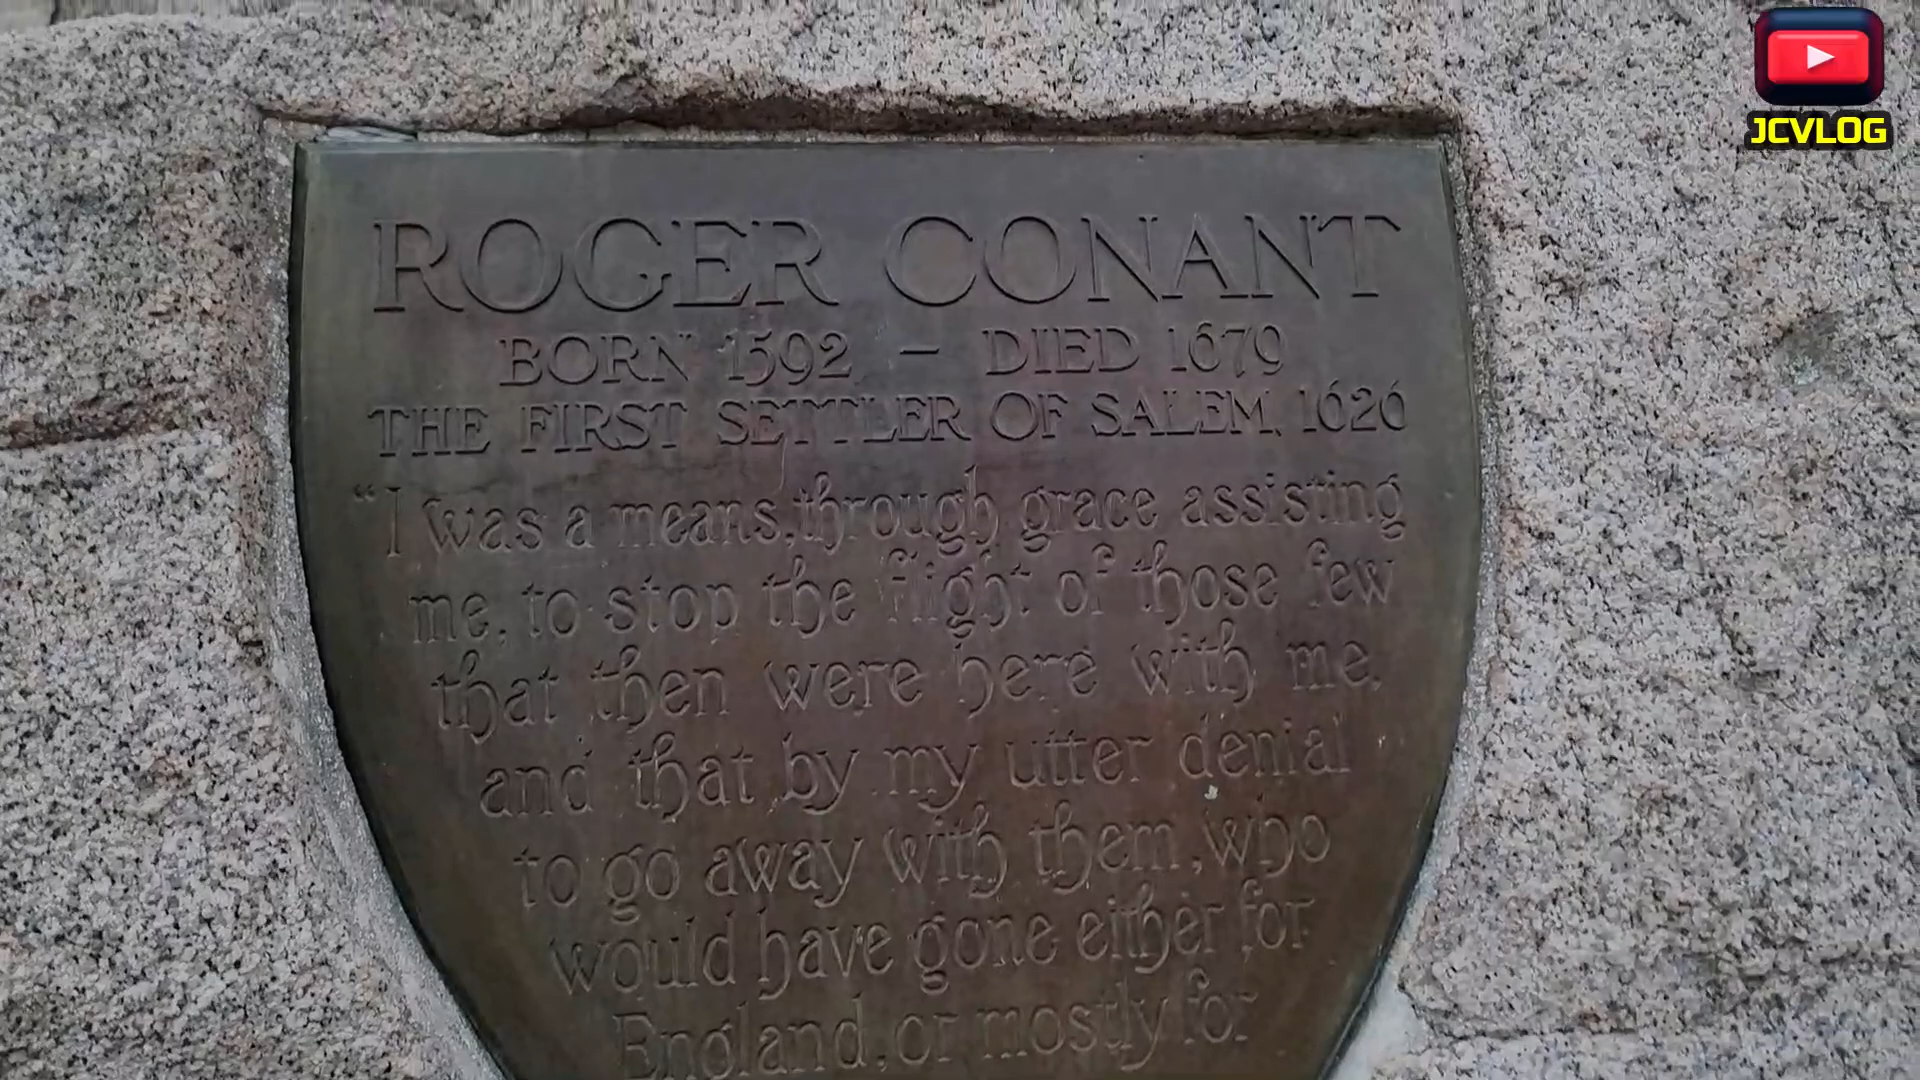 JCVLOG
ROGER CONANT
BORN 1592 – DIED 1679
THE FIRST SETTLER OF SALEM, 1626
“I was a means, through grace assisting
me, to stop the flight of those few
that then were here with me,
and that by my utter denial
to go away with them, who
would have gone either for
England, or mostly for